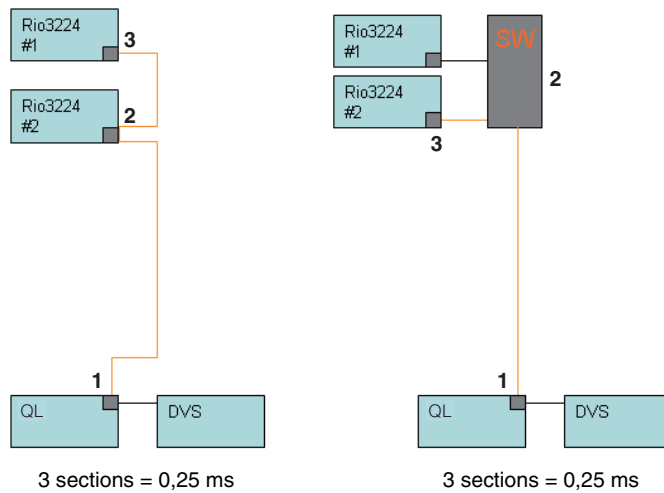 Rio3224
#1
3
Rio3224
#2
2
1
QL
DVS
3 sections = 0,25 ms
Rio3224
#1
SW
2
Rio3224
#2
3
1
QL
DVS
3 sections = 0,25 ms